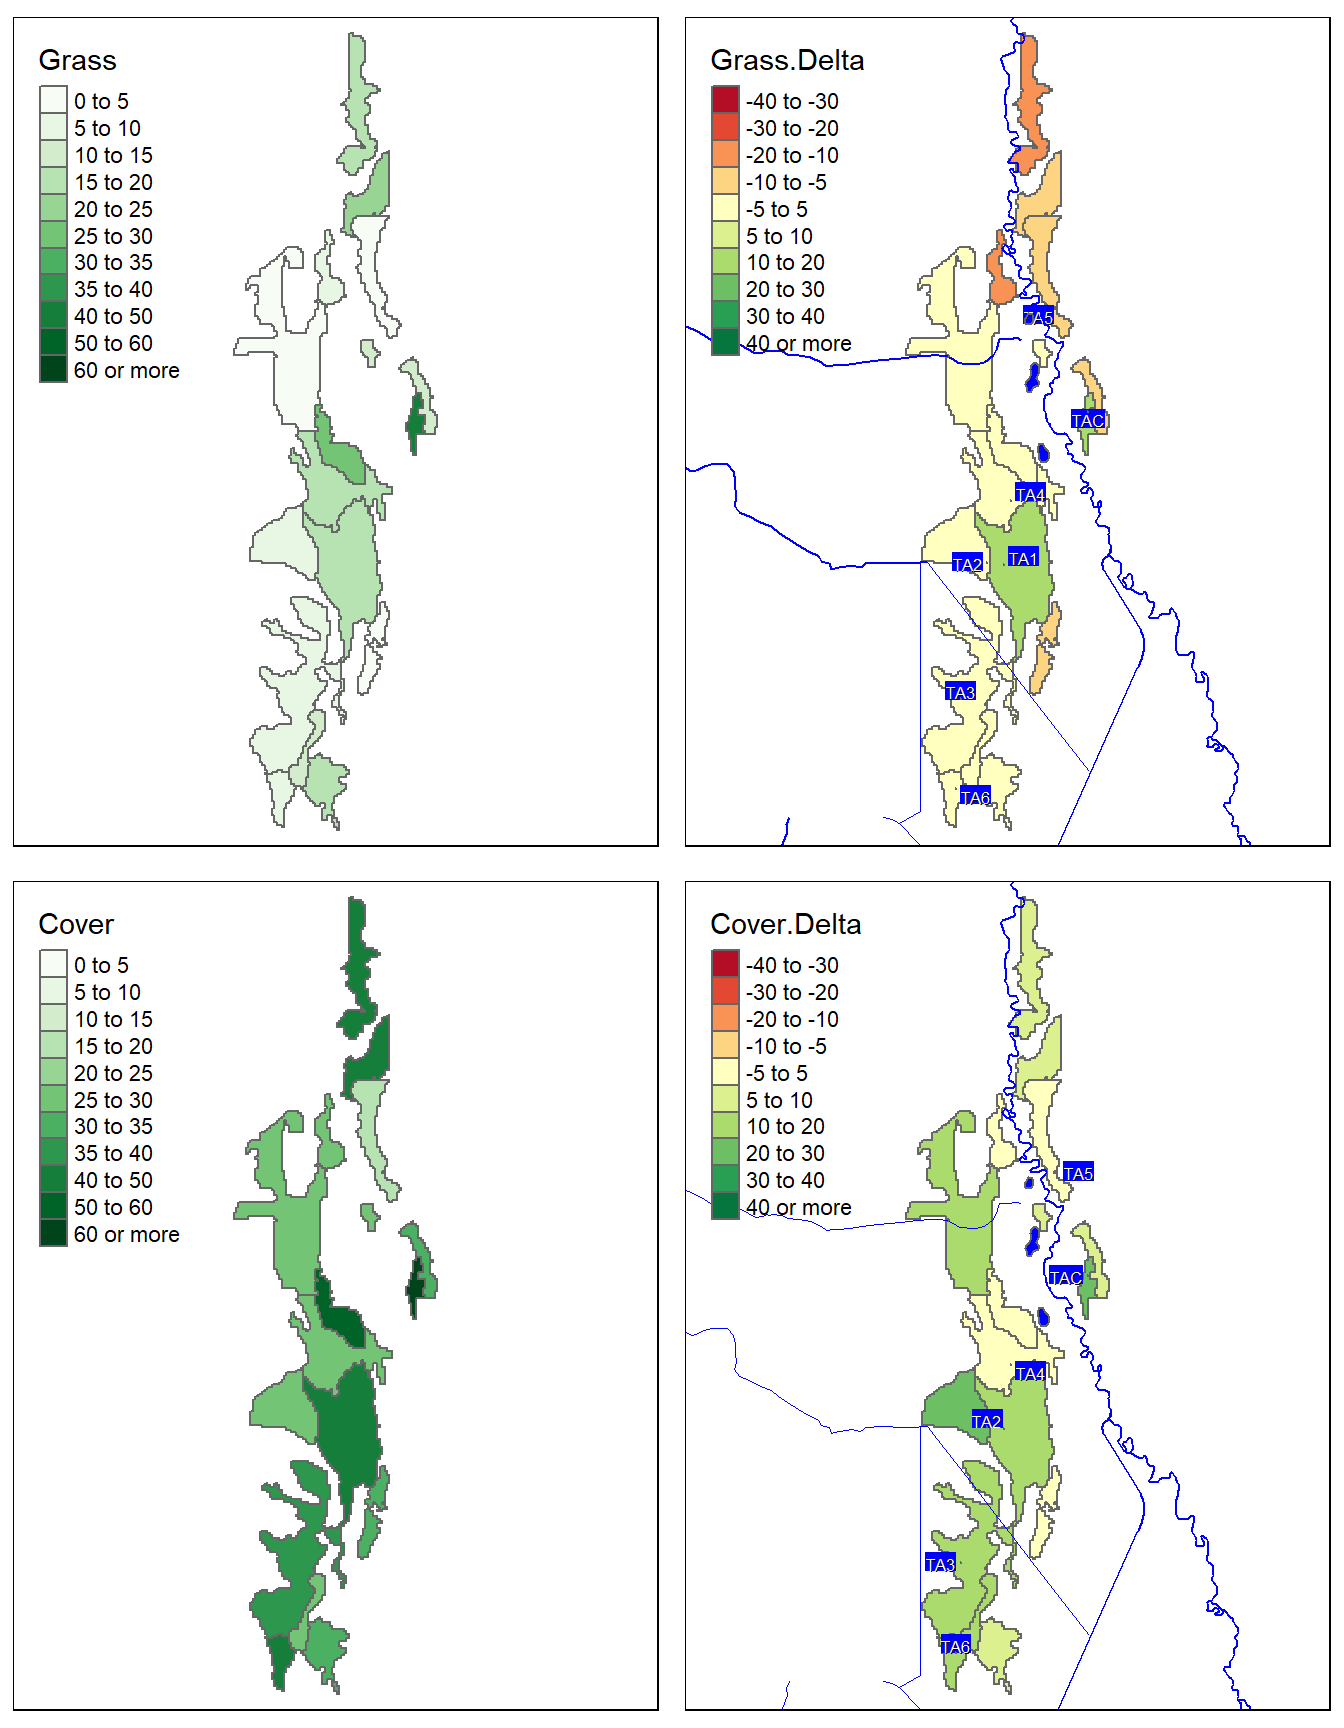 Grass
0 to 5
5 to 10
10 to 15
15 to 20
20 to 25
25 to 30
30 to 35
35 to 40
40 to 50
50 to 60
60 or more
Grass.Delta
-40 to -30
-30 to -20
-20 to -10
-10 to -5
-5 to 5
5 to 10
10 to 20
20 to 30
30 to 40
40 or more
TA5
TAC
TA4
TA1
TA2
TA3
TA6
Cover
0 to 5
5 to 10
10 to 15
15 to 20
20 to 25
25 to 30
30 to 35
35 to 40
40 to 50
50 to 60
60 or more
Cover.Delta
-40 to -30
-30 to -20
-20 to -10
-10 to -5
-5 to 5
5 to 10
10 to 20
20 to 30
30 to 40
40 or more
TA5
TAC
TA4
TA2
TA3
TA6